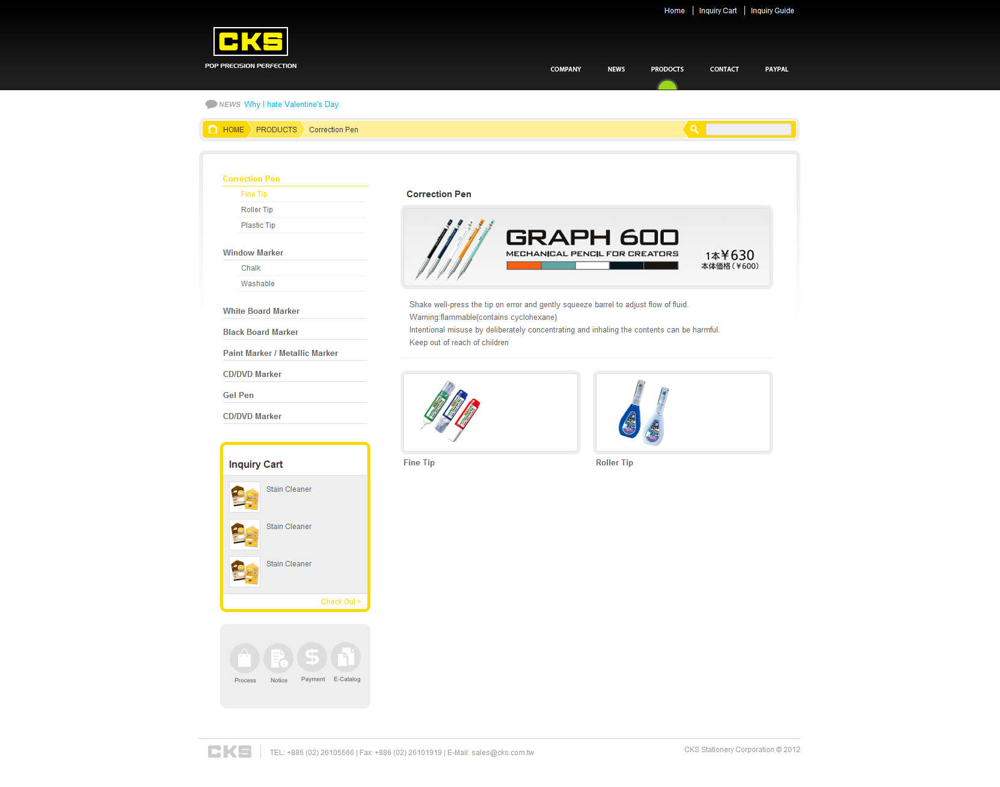 Home
Inquiry Cart
Inquiry Guide
CKS
POP PRECISION PERFECTION
COMPANY
NEWS
PRODOCTS
CONTACT
PAYPAL
NEWS Why I hate Valentine's Day
HOME
PRODUCTS
Correction Pen
Correction Pen
Fine Tip
Roller Tip
Plastic Tip
Window Marker
Chalk
Washable
White Board Marker
Black Board Marker
Paint Marker / Metallic Marker
CD/DVD Marker
Gel Pen
CD/DVD Marker
Inquiry Cart
Stain Cleaner
Stain Cleaner
Stain Cleaner
Check Out >
Process
Notice
Payment
E-Catalog
Correction Pen
GRAPH 600
MECHANICAL PENCIL FOR CREATORS
1本¥630
本体価格(¥600)
Shake well-press the tip on error and gently squeeze barrel to adjust flow of fluid.
Warning:flammable(contains cyclohexane)
Intentional misuse by deliberately concentrating and inhaling the contents can be harmful.
Keep out of reach of children
Fine Tip
Roller Tip
CKS
TEL: +886 (02) 26105566 | Fax: +886 (02) 26101919 | E-Mail: sales@cks.com.tw
CKS Stationery Corporation © 2012